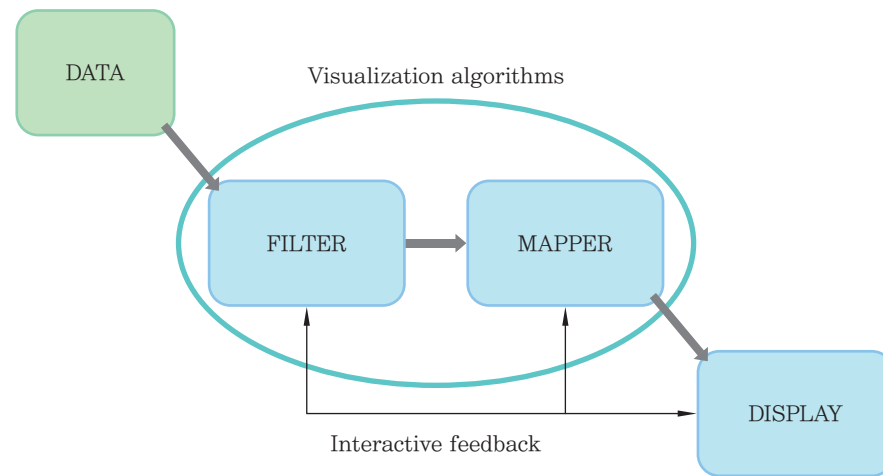 DATA
Visualization algorithms
FILTER
MAPPER
DISPLAY
Interactive feedback